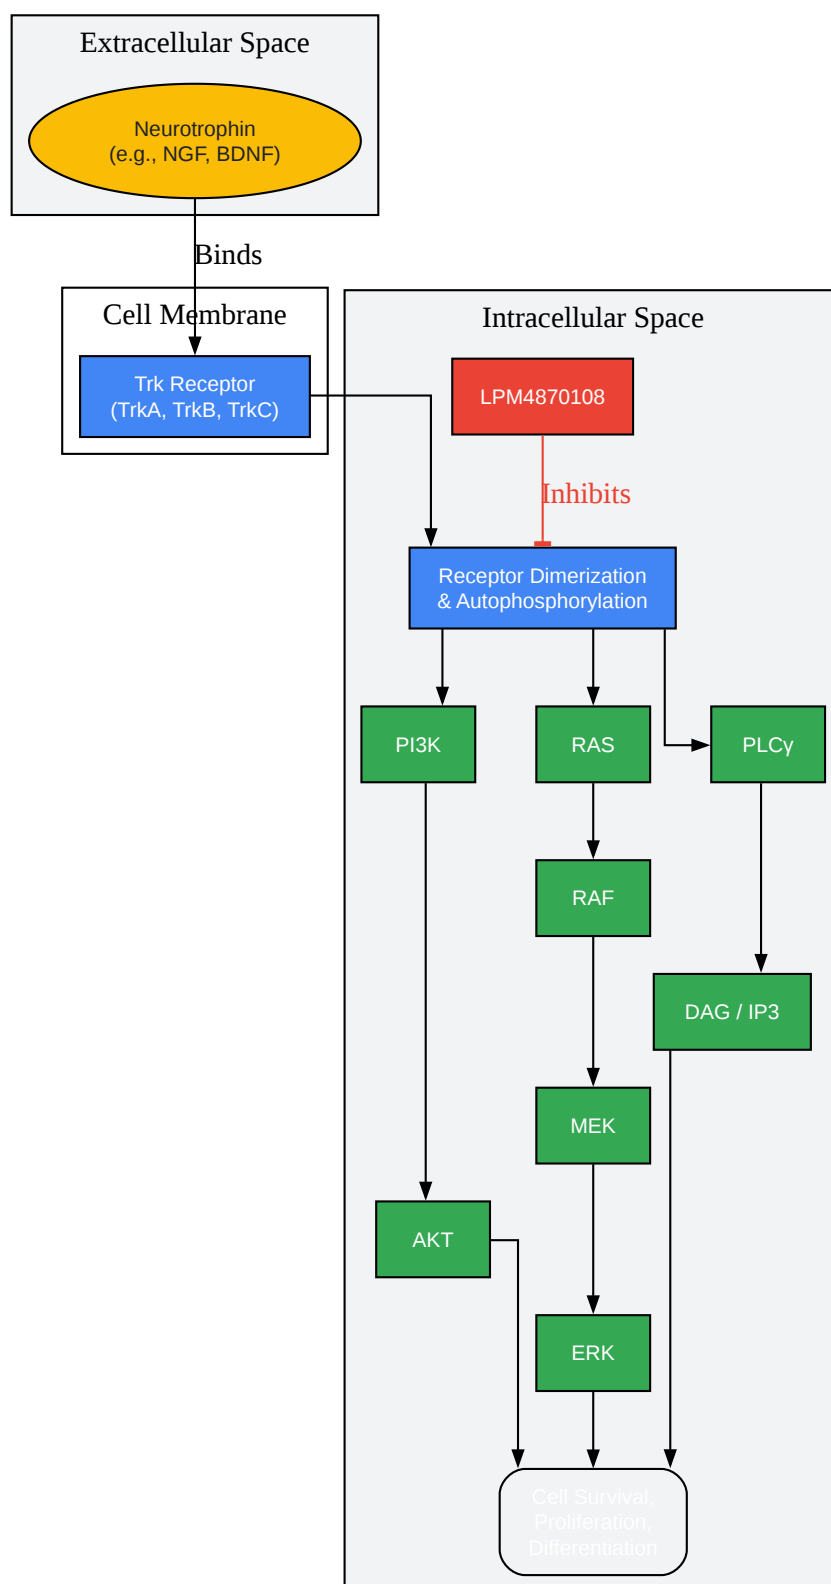 Extracellular Space
Neurotrophin
(e.g., NGF, BDNF)
Binds
Cell Membrane
Trk Receptor
(TrkA, TrkB, TrkC)
Intracellular Space
LPM4870108
Inhibits
Receptor Dimerization
& Autophosphorylation
PI3K
RAS
PLCγ
RAF
DAG / IP3
MEK
AKT
ERK
Cell Survival,
Proliferation,
Differentiation